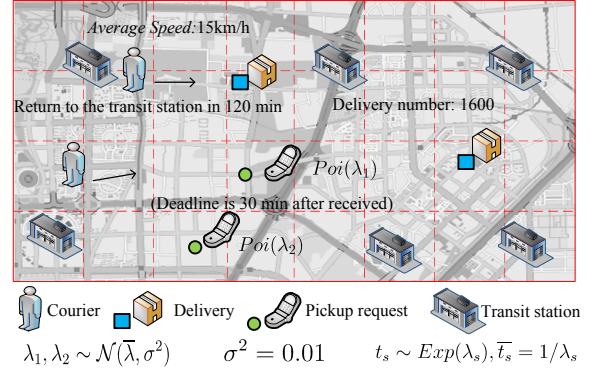 Average Speed:15km/h
Return to the transit station in 120 min
Delivery number: 1600
Poi(λ₁)
(Deadline is 30 min after received)
Poi(λ₂)
Courier
Delivery
Pickup request
Transit station
λ₁, λ₂ ~ 𝒩(λ̅, σ²)
σ² = 0.01
tₛ ~ Exp(λₛ), t̅ₛ̅ = 1/λₛ